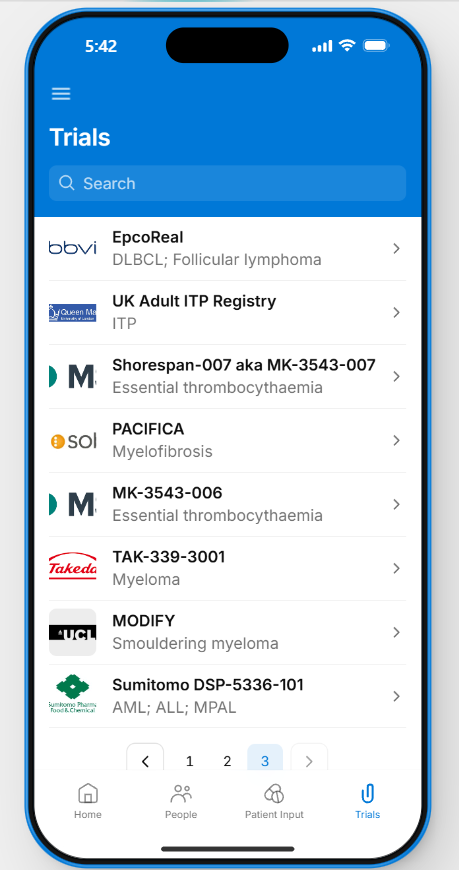 5:42
Trials
Search
bbvi
EpcoReal
DLBCL; Follicular lymphoma
Queen Ma
University of London
UK Adult ITP Registry
ITP
M
Shorespan-007 aka MK-3543-007
Essential thrombocythaemia
sol
PACIFICA
Myelofibrosis
M
MK-3543-006
Essential thrombocythaemia
Takeda
TAK-339-3001
Myeloma
UCL
MODIFY
Smouldering myeloma
Sumitomo Pharma
Food & Chemical
Sumitomo DSP-5336-101
AML; ALL; MPAL
1 2 3
Home People Patient Input Trials